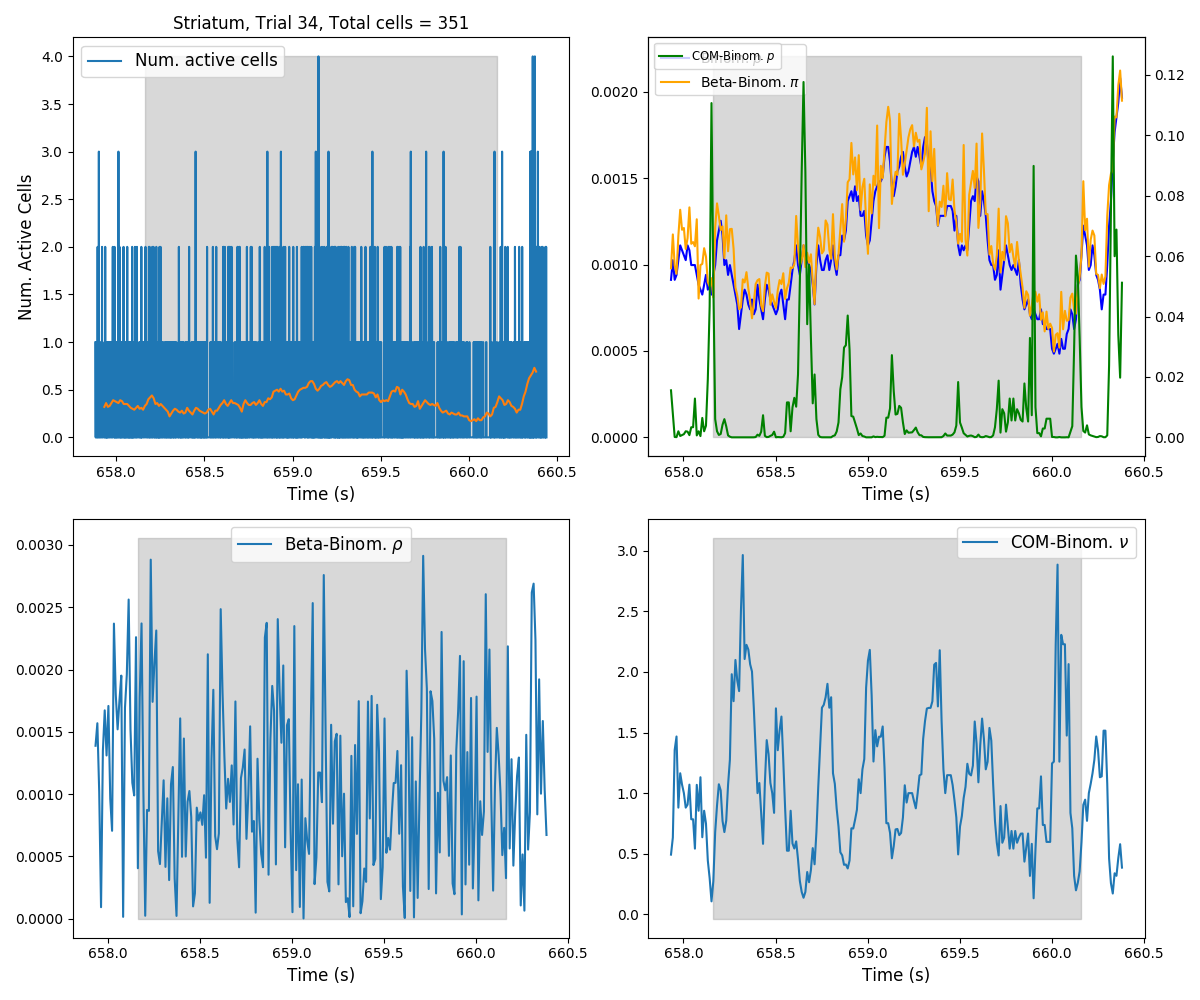 Striatum, Trial 34, Total cells = 351
Num. active cells
Num. Active Cells
4.0
3.5
3.0
2.5
2.0
1.5
1.0
0.5
0.0
658.0 658.5 659.0 659.5 660.0 660.5
Time (s)
COM-Binom. p
Beta-Binom. π
0.0020
0.0015
0.0010
0.0005
0.0000
0.12
0.10
0.08
0.06
0.04
0.02
0.00
658.0 658.5 659.0 659.5 660.0 660.5
Time (s)
Beta-Binom. ρ
0.0030
0.0025
0.0020
0.0015
0.0010
0.0005
0.0000
658.0 658.5 659.0 659.5 660.0 660.5
Time (s)
COM-Binom. ν
3.0
2.5
2.0
1.5
1.0
0.5
0.0
658.0 658.5 659.0 659.5 660.0 660.5
Time (s)